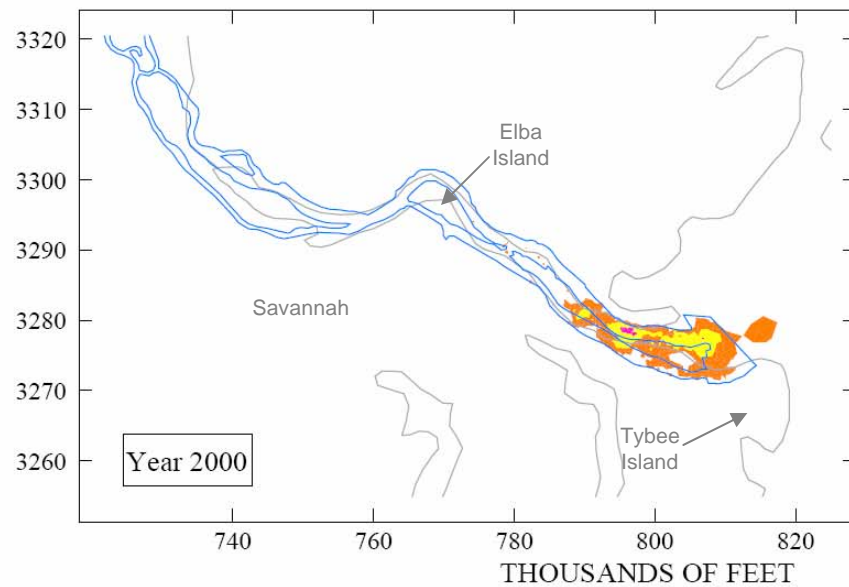 3320
3310
Elba
Island
3300
3290
Savannah
3280
3270
Tybee
Island
3260
Year 2000
740 760 780 800 820
THOUSANDS OF FEET